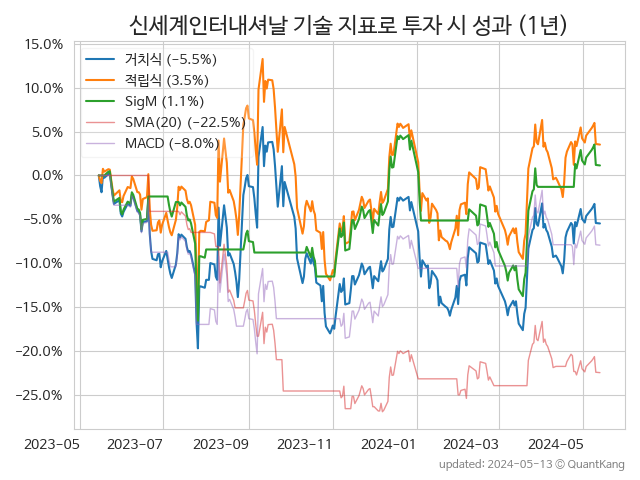 신세계인터내셔날 기술 지표로 투자 시 성과 (1년)
15.0%
10.0%
5.0%
0.0%
−5.0%
−10.0%
−15.0%
−20.0%
−25.0%
거치식 (−5.5%)
적립식 (3.5%)
SigM (1.1%)
SMA(20) (−22.5%)
MACD (−8.0%)
2023-05 2023-07 2023-09 2023-11 2024-01 2024-03 2024-05
updated: 2024-05-13 ⓒ QuantKang